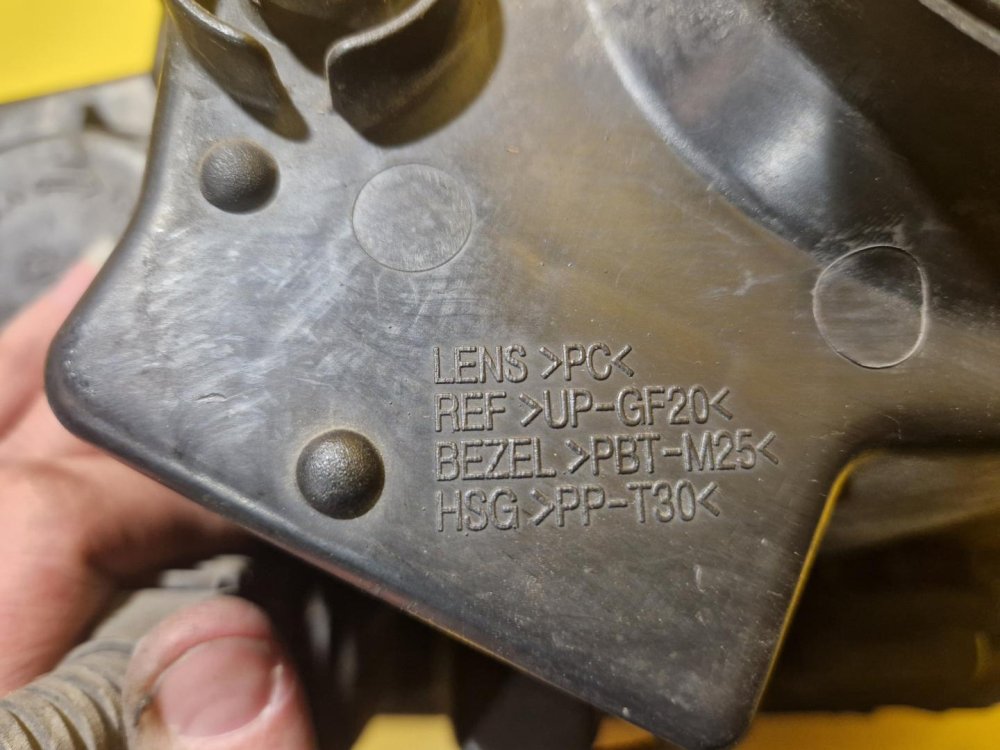 LENS >PC<
REF >UP-GF20<
BEZEL >PBT-M25<
HSG >PP-T30<